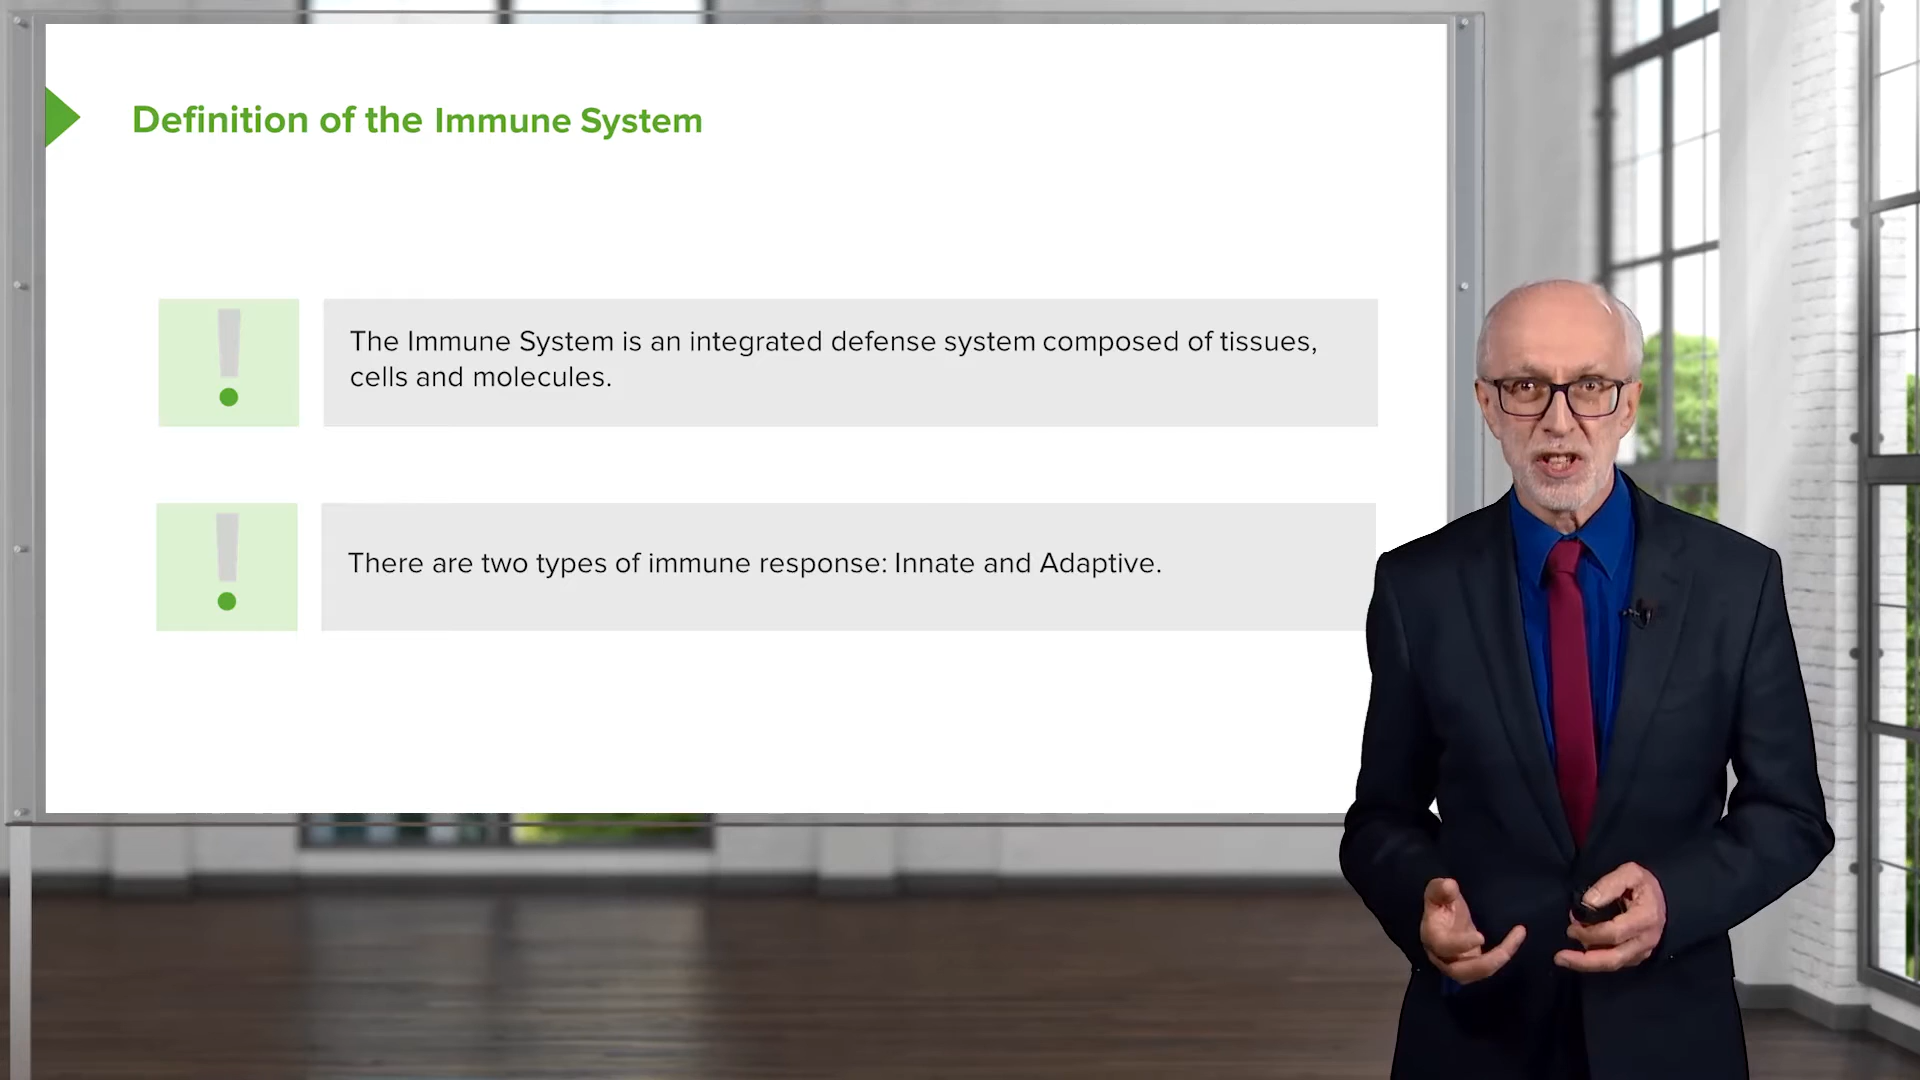 Definition of the Immune System
The Immune System is an integrated defense system composed of tissues,
cells and molecules.
There are two types of immune response: Innate and Adaptive.